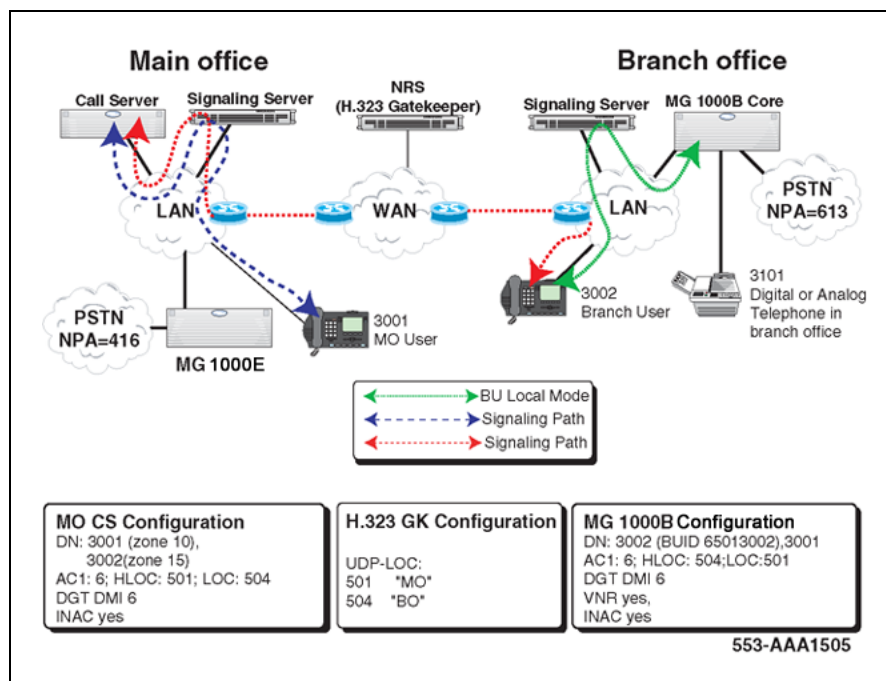 Main office
Branch office
Call Server
Signaling Server
NRS
(H.323 Gatekeeper)
Signaling Server
MG 1000B Core
LAN
WAN
LAN
PSTN
NPA=613
PSTN
NPA=416
MG 1000E
3001
MO User
3002
Branch User
3101
Digital or Analog
Telephone in
branch office
BU Local Mode
Signaling Path
Signaling Path
MO CS Configuration
DN: 3001 (zone 10),
3002(zone 15)
AC1: 6; HLOC: 501; LOC: 504
DGT DMI 6
INAC yes
H.323 GK Configuration
UDP-LOC:
501 "MO"
504 "BO"
MG 1000B Configuration
DN: 3002 (BUID 65013002),3001
AC1: 6; HLOC: 504;LOC:501
DGT DMI 6
VNR yes,
INAC yes
553-AAA1505